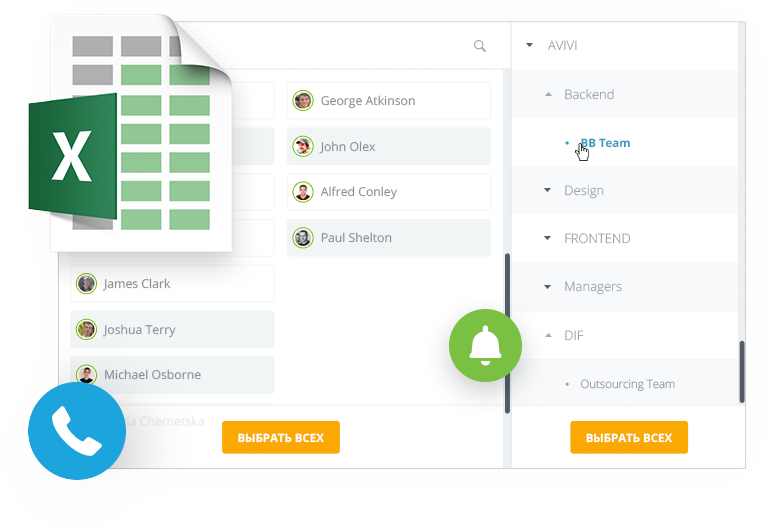 X
George Atkinson
John Olex
Alfred Conley
Paul Shelton
James Clark
Joshua Terry
Michael Osborne
Chernetska
ВЫБРАТЬ ВСЕХ
AVIVI
Backend
BB Team
Design
FRONTEND
Managers
DIF
Outsourcing Team
ВЫБРАТЬ ВСЕХ